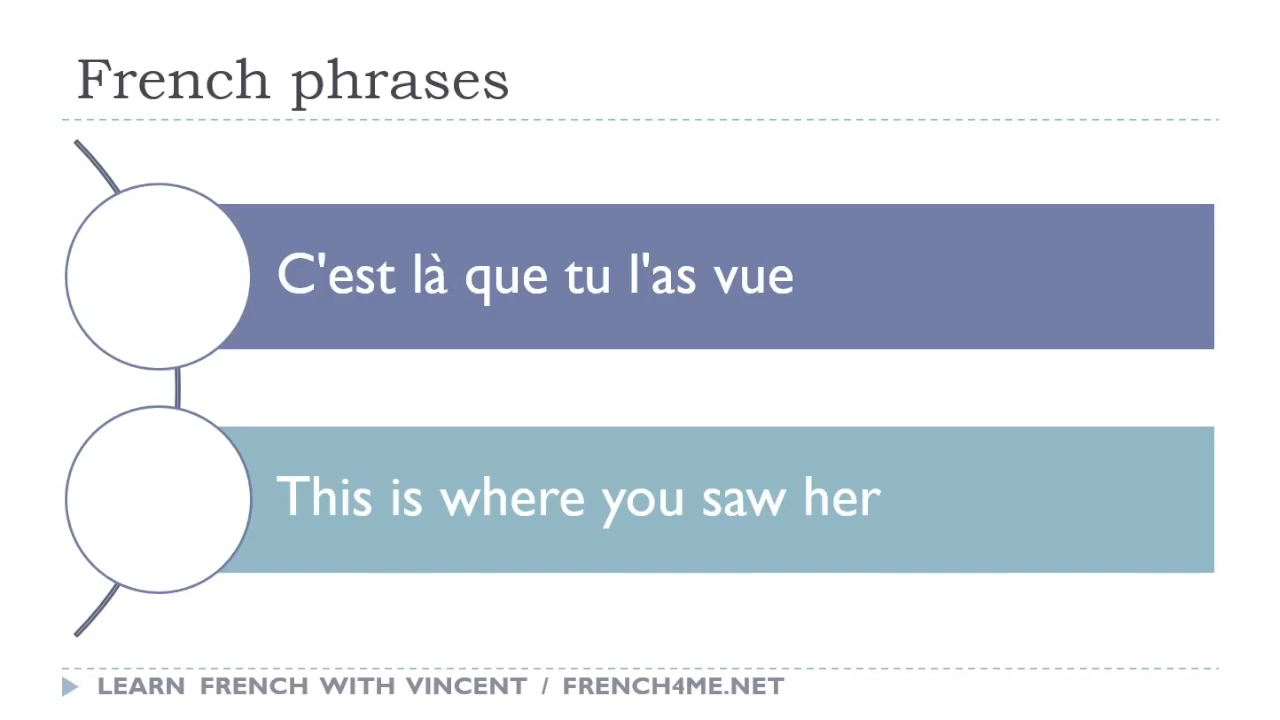 French phrases
C'est là que tu l'as vue
This is where you saw her
LEARN FRENCH WITH VINCENT / FRENCH4ME.NET